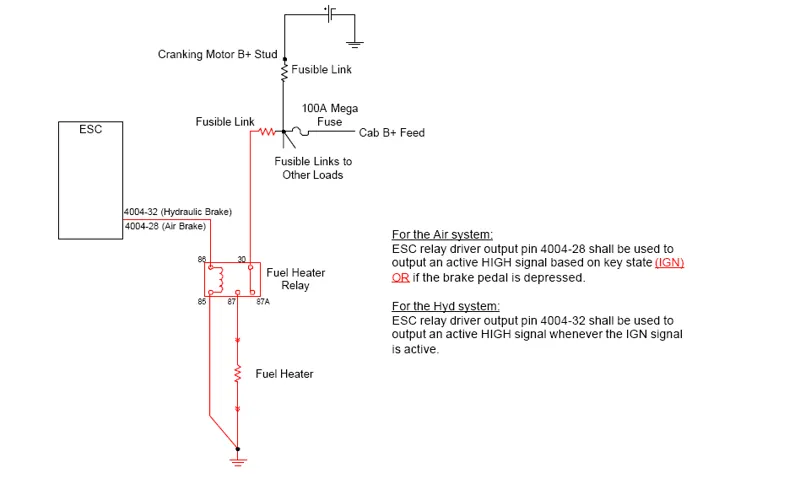 Cranking Motor B+ Stud
Fusible Link
100A Mega
Fuse
Fusible Link
Cab B+ Feed
ESC
Fusible Links to
Other Loads
4004-32 (Hydraulic Brake)
4004-28 (Air Brake)
For the Air system:
ESC relay driver output pin 4004-28 shall be used to
output an active HIGH signal based on key state (IGN)
OR if the brake pedal is depressed.
86
30
Fuel Heater
Relay
85
87
87A
For the Hyd system:
ESC relay driver output pin 4004-32 shall be used to
output an active HIGH signal whenever the IGN signal
is active.
Fuel Heater